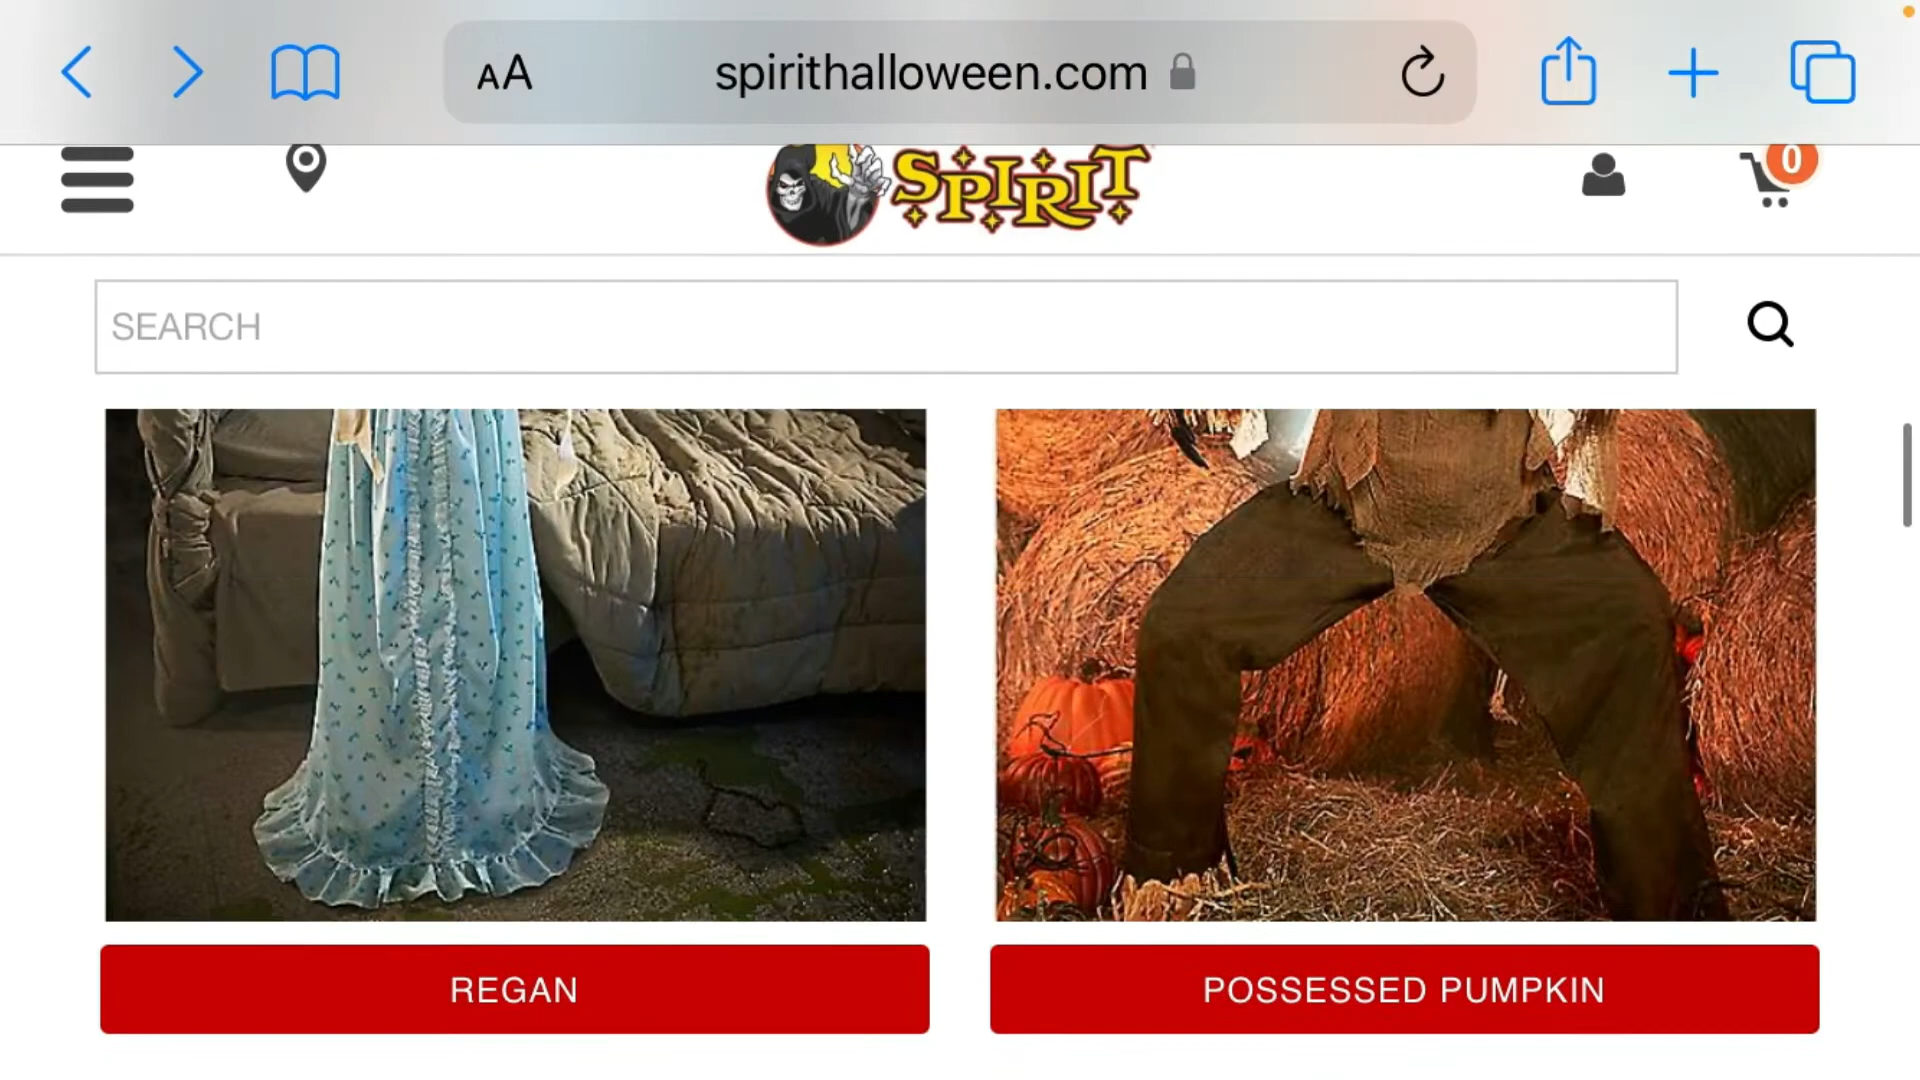 AA
spirithalloween.com
SPIRIT
0
SEARCH
REGAN
POSSESSED PUMPKIN